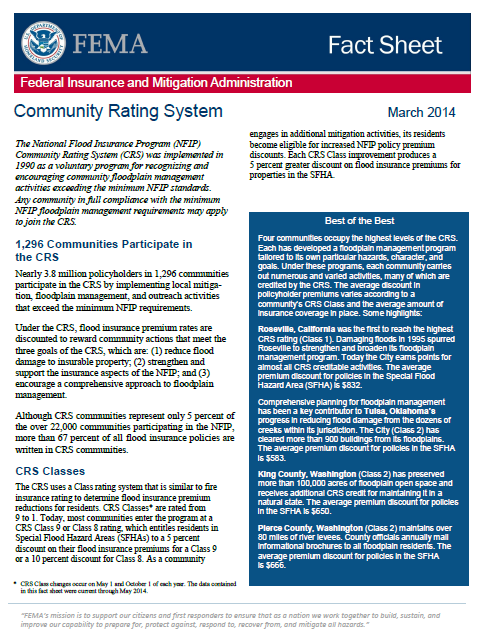 FEMA
Fact Sheet
Federal Insurance and Mitigation Administration
Community Rating System
March 2014
The National Flood Insurance Program (NFIP)
Community Rating System (CRS) was implemented in
1990 as a voluntary program for recognizing and
encouraging community floodplain management
activities exceeding the minimum NFIP standards.
Any community in full compliance with the minimum
NFIP floodplain management requirements may apply
to join the CRS.
1,296 Communities Participate in
the CRS
Nearly 3.8 million policyholders in 1,296 communities
participate in the CRS by implementing local mitiga-
tion, floodplain management, and outreach activities
that exceed the minimum NFIP requirements.
Under the CRS, flood insurance premium rates are
discounted to reward community actions that meet the
three goals of the CRS, which are: (1) reduce flood
damage to insurable property; (2) strengthen and
support the insurance aspects of the NFIP; and (3)
encourage a comprehensive approach to floodplain
management.
Although CRS communities represent only 5 percent of
the over 22,000 communities participating in the NFIP,
more than 67 percent of all flood insurance policies are
written in CRS communities.
CRS Classes
The CRS uses a Class rating system that is similar to fire
insurance rating to determine flood insurance premium
reductions for residents. CRS Classes* are rated from
9 to 1. Today, most communities enter the program at a
CRS Class 9 or Class 8 rating, which entitles residents in
Special Flood Hazard Areas (SFHAs) to a 5 percent
discount on their flood insurance premiums for a Class 9
or a 10 percent discount for Class 8. As a community
engages in additional mitigation activities, its residents
become eligible for increased NFIP policy premium
discounts. Each CRS Class improvement produces a
5 percent greater discount on flood insurance premiums for
properties in the SFHA.
Best of the Best
Four communities occupy the highest levels of the CRS.
Each has developed a floodplain management program
tailored to its own particular hazards, character, and
goals. Under these programs, each community carries
out numerous and varied activities, many of which are
credited by the CRS. The average discount in
policyholder premiums varies according to a
community's CRS Class and the average amount of
insurance coverage in place. Some highlights:
Roseville, California was the first to reach the highest
CRS rating (Class 1). Damaging floods in 1995 spurred
Roseville to strengthen and broaden its floodplain
management program. Today the City earns points for
almost all CRS creditable activities. The average
premium discount for policies in the Special Flood
Hazard Area (SFHA) is $832.
Comprehensive planning for floodplain management
has been a key contributor to Tulsa, Oklahoma's
progress in reducing flood damage from the dozens of
creeks within its jurisdiction. The City (Class 2) has
cleared more than 900 buildings from its floodplains.
The average premium discount for policies in the SFHA
is $583.
King County, Washington (Class 2) has preserved
more than 100,000 acres of floodplain open space and
receives additional CRS credit for maintaining it in a
natural state. The average premium discount for policies
in the SFHA is $650.
Pierce County, Washington (Class 2) maintains over
80 miles of river levees. County officials annually mail
informational brochures to all floodplain residents. The
average premium discount for policies in the SFHA
is $666.
* CRS Class changes occur on May 1 and October 1 of each year. The data contained
in this fact sheet were current through May 2014.
"FEMA's mission is to support our citizens and first responders to ensure that as a nation we work together to build, sustain, and
improve our capability to prepare for, protect against, respond to, recover from, and mitigate all hazards."